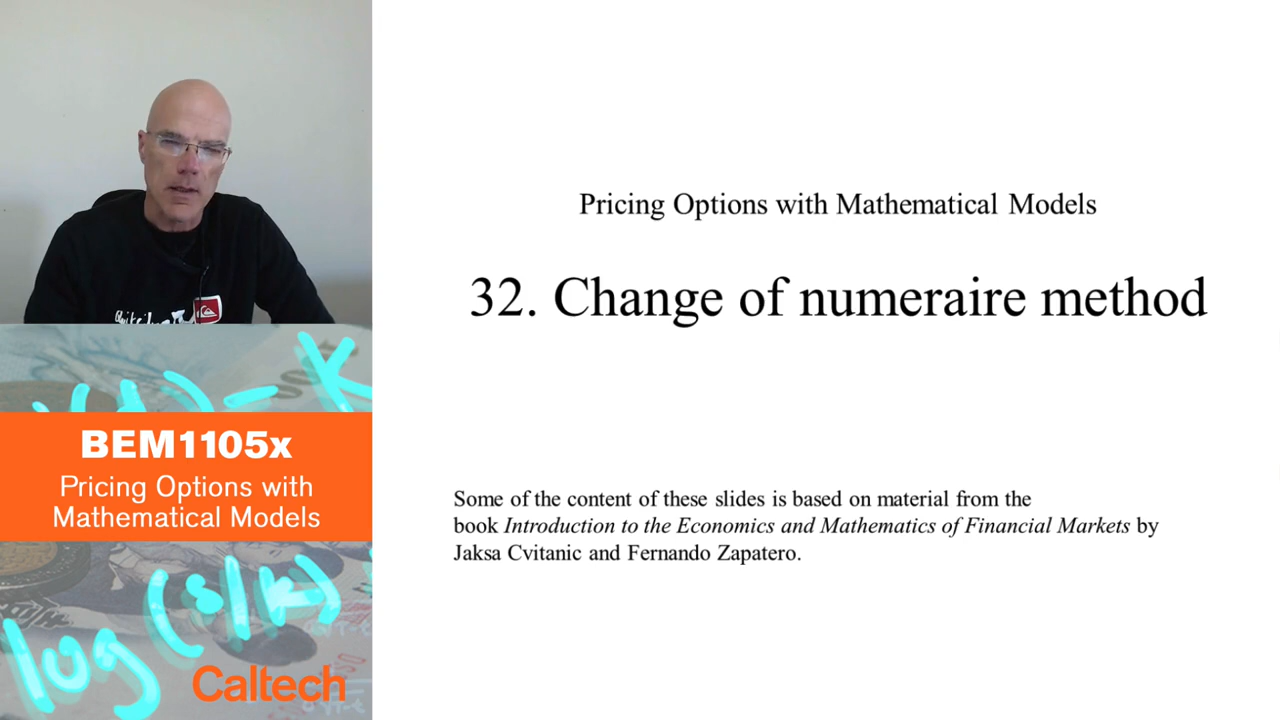 Pricing Options with Mathematical Models
32. Change of numeraire method
Some of the content of these slides is based on material from the
book Introduction to the Economics and Mathematics of Financial Markets by
Jaksa Cvitanic and Fernando Zapatero.
BEM1105x
Pricing Options with
Mathematical Models
log(s/k)
Caltech